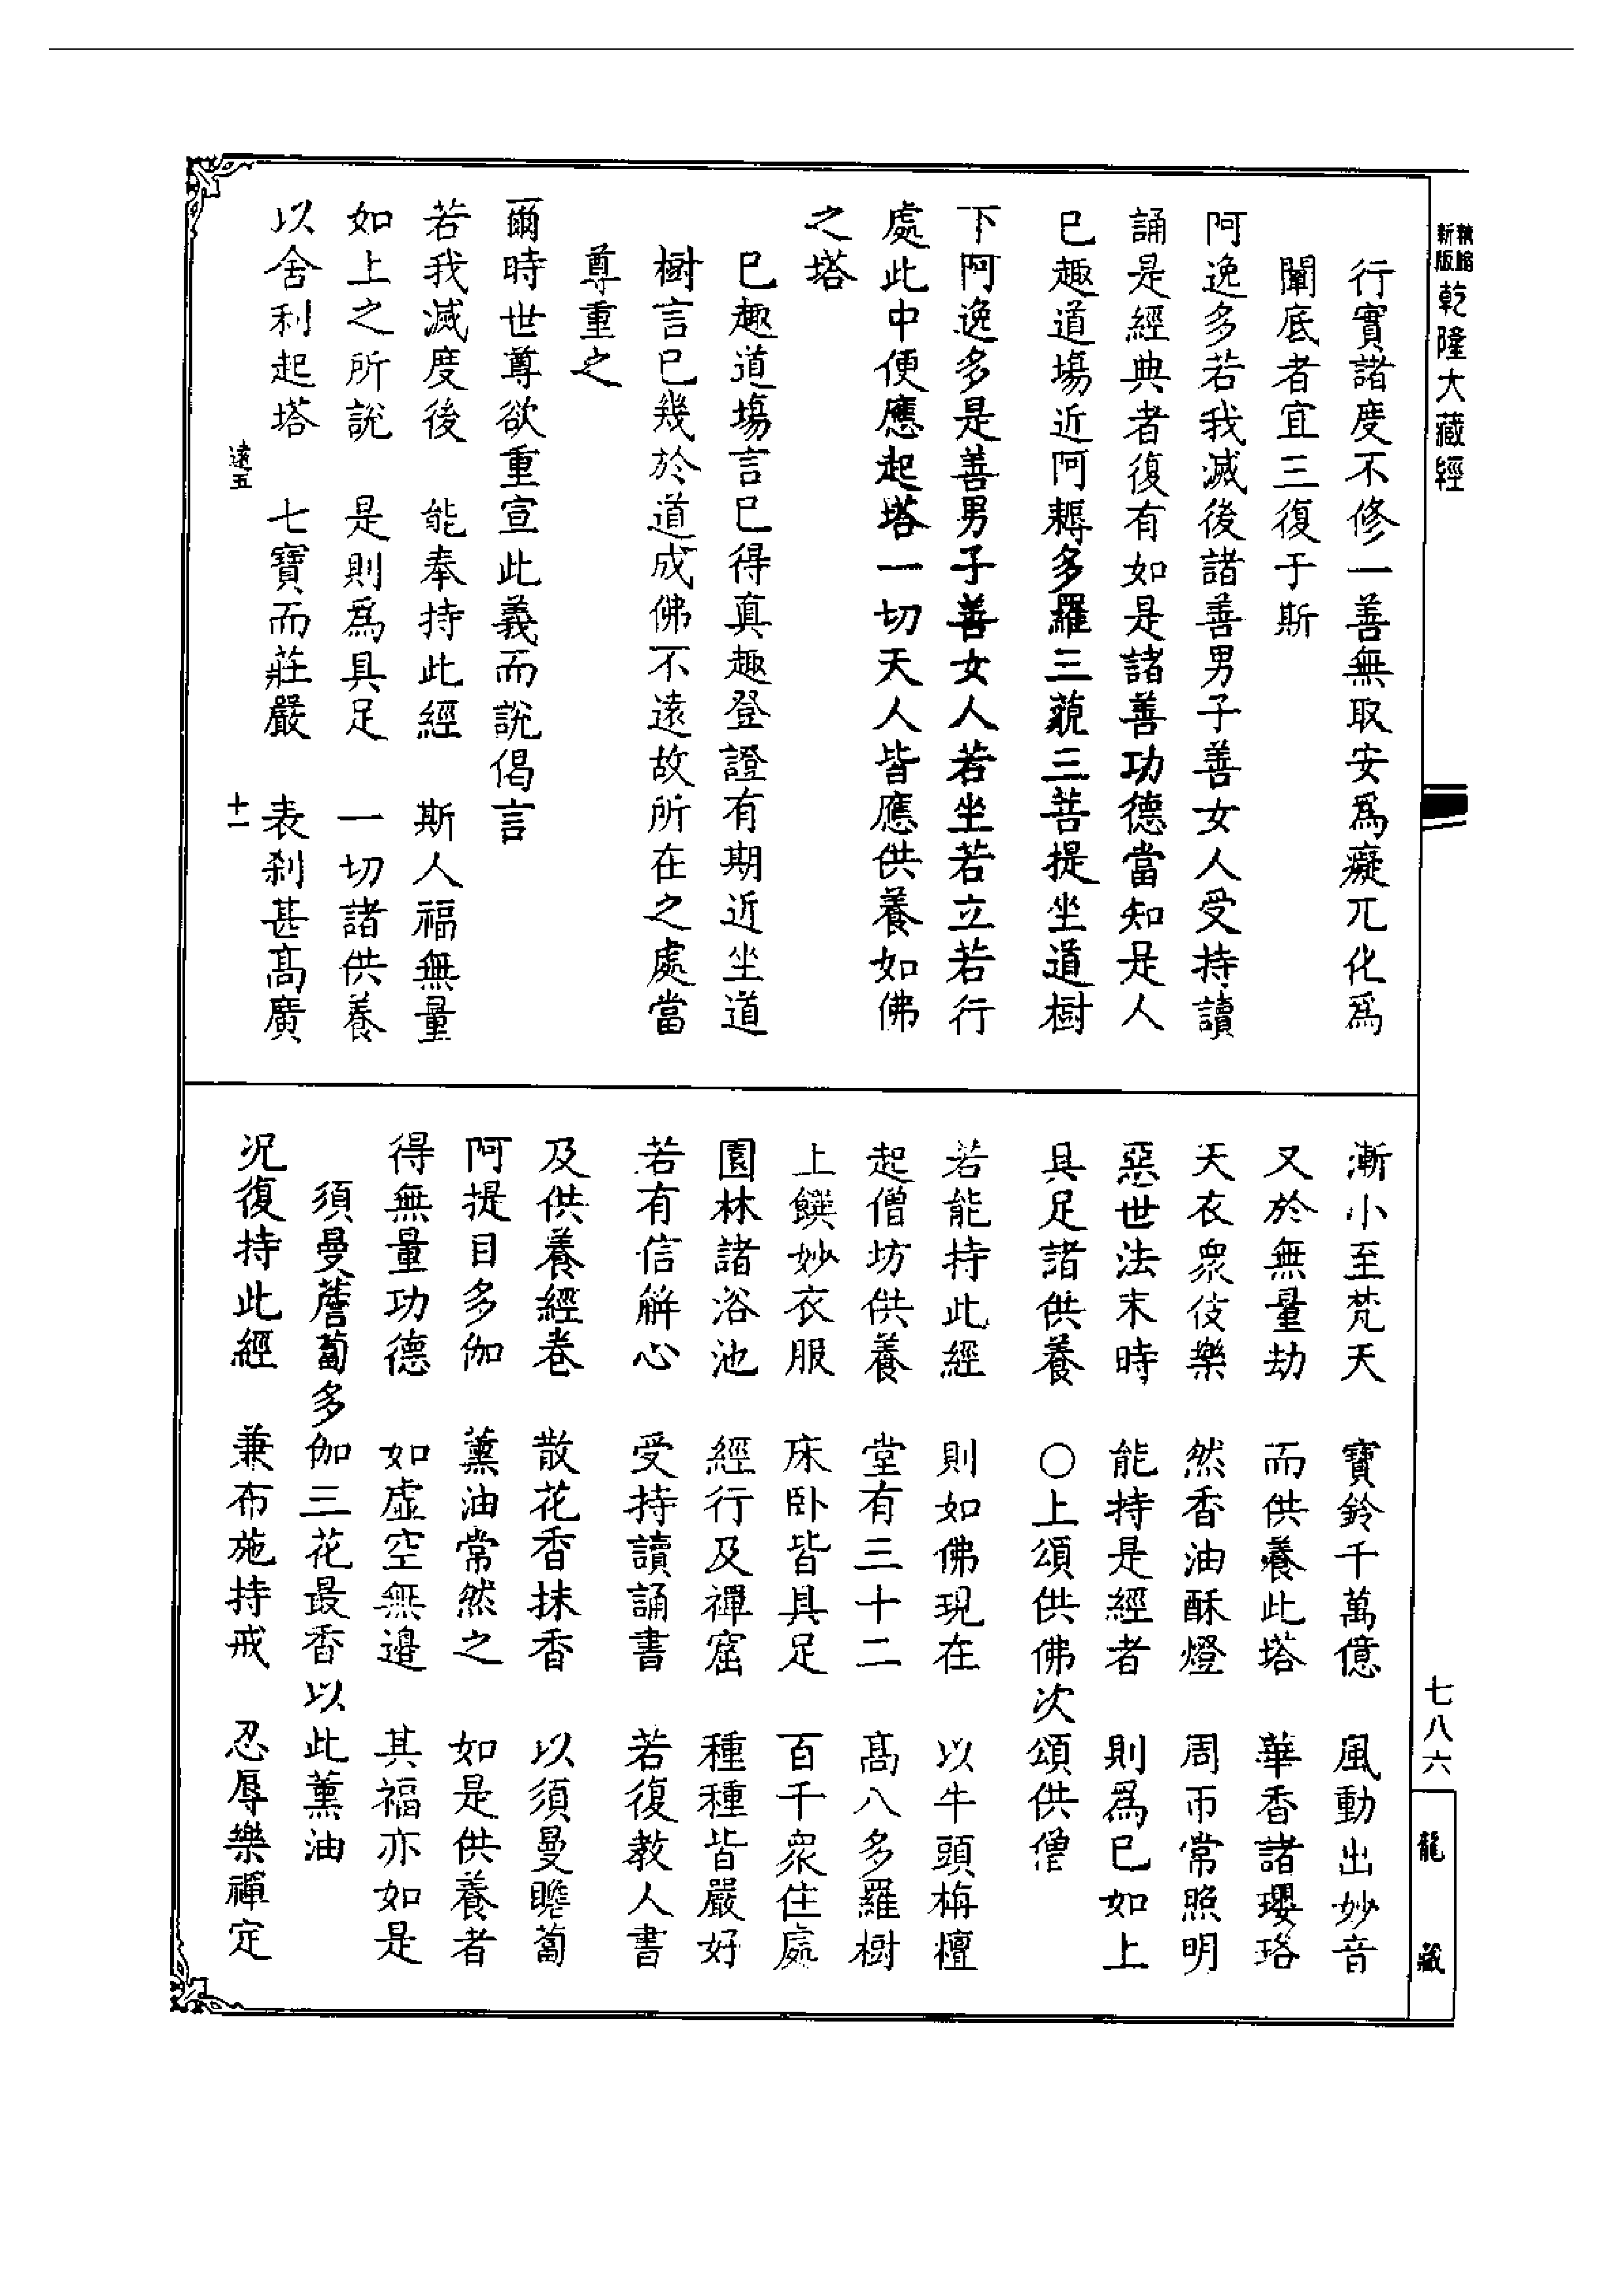 新版乾隆大藏經
行實諸度不修一善無取安爲癡兀化爲
闡底者宜三復于斯
阿逸多若我滅後諸善男子善女人受持讀
誦是經典者復有如是諸善功德當知是人
已趣道場近阿耨多羅三藐三菩提坐道樹
下阿逸多是善男子善女人若坐若立若行
處此中便應起塔一切天人皆應供養如佛
之塔
已趣道場言已得真趣登證有期近坐道
樹言已幾於道成佛不遠故所在之處當
尊重之
爾時世尊欲重宣此義而說偈言
若我滅度後 能奉持此經 斯人福無量
如上之所說 是則爲具足 一切諸供養
以舍利起塔 七寶而莊嚴 表刹甚高廣
遠五 十一
漸小至梵天 寶鈴千萬億 風動出妙音
又於無量劫 而供養此塔 華香諸瓔珞
天衣眾伎樂 然香油酥燈 周帀常照明
惡世法末時 能持是經者 則爲已如上
具足諸供養 ○上頌供佛次頌供僧
若能持此經 則如佛現在 以牛頭栴檀
起僧坊供養 堂有三十二 高八多羅樹
上饌妙衣服 床臥皆具足 百千眾住處
園林諸浴池 經行及禪窟 種種皆嚴好
若有信解心 受持讀誦書 若復教人書
及供養經卷 散花香抹香 以須曼瞻蔔
阿提目多伽 薰油常然之 如是供養者
得無量功德 如虛空無邊 其福亦如是
須曼薝蔔多伽三花最香以此薰油
況復持此經 兼布施持戒 忍辱樂禪定
七八六
龍藏